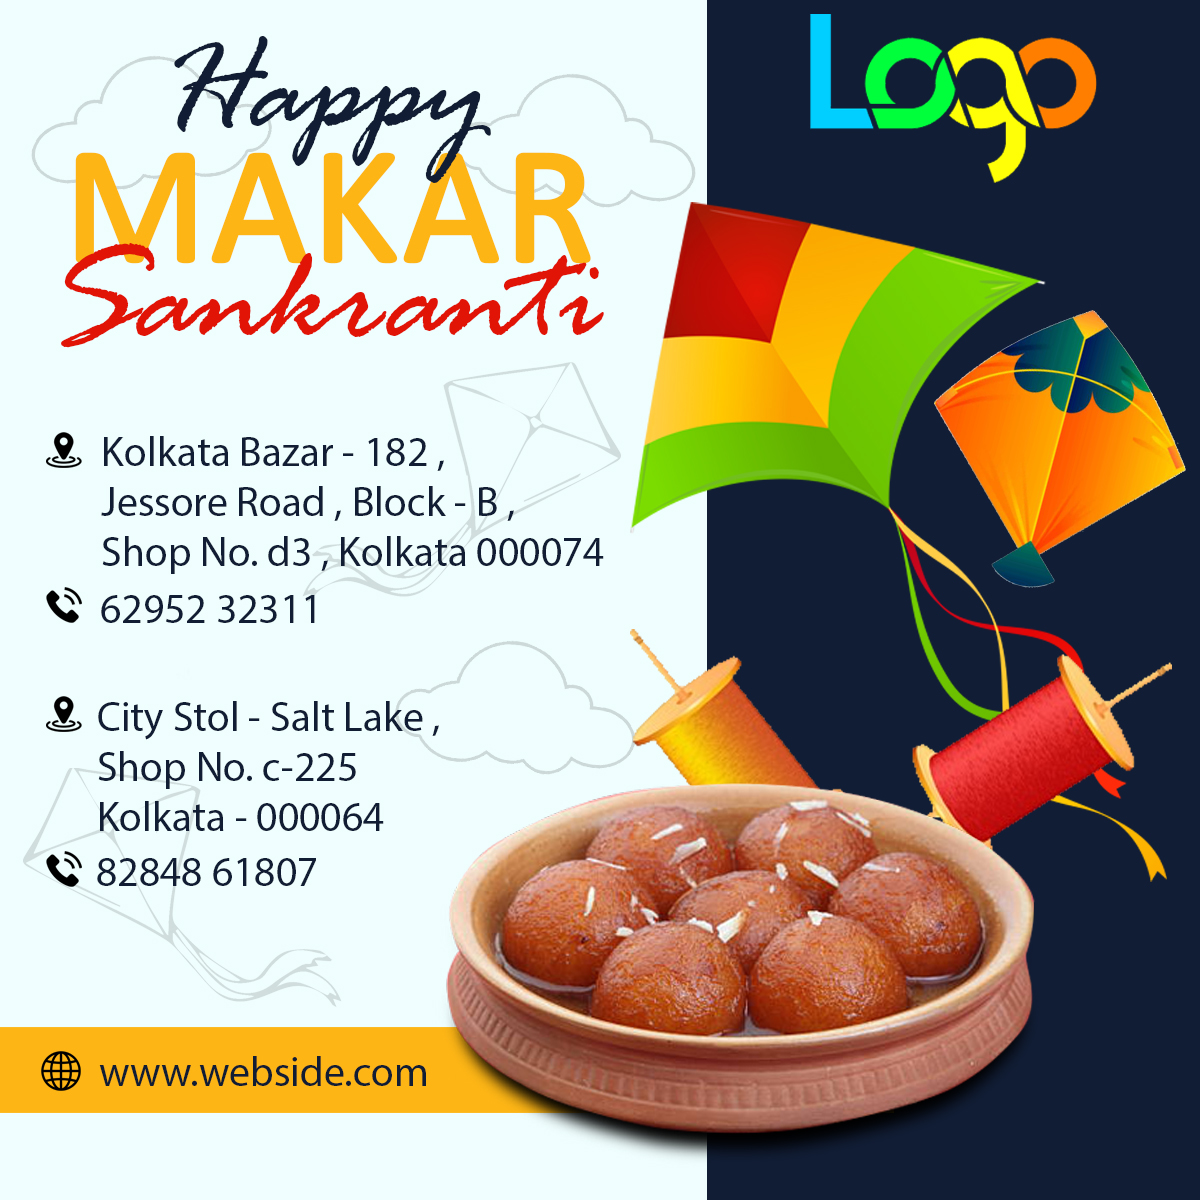 Logo
Happy
MAKAR
Sankranti
Kolkata Bazar - 182 ,
Jessore Road , Block - B ,
Shop No. d3 , Kolkata 000074
62952 32311
City Stol - Salt Lake ,
Shop No. c-225
Kolkata - 000064
82848 61807
www.webside.com